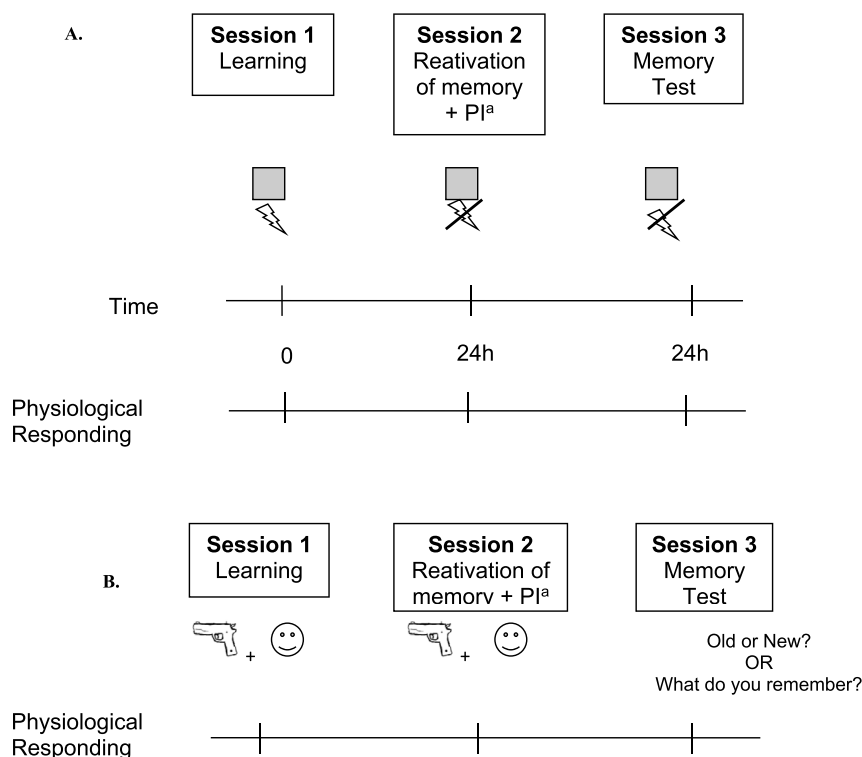 A.
Session 1
Learning
Session 2
Reativation
of memory
+ PIª
Session 3
Memory
Test
Time
0
24h
24h
Physiological
Responding
B.
Session 1
Learning
Session 2
Reativation of
memory + PIª
Session 3
Memory
Test
+
+
Old or New?
OR
What do you remember?
Physiological
Responding